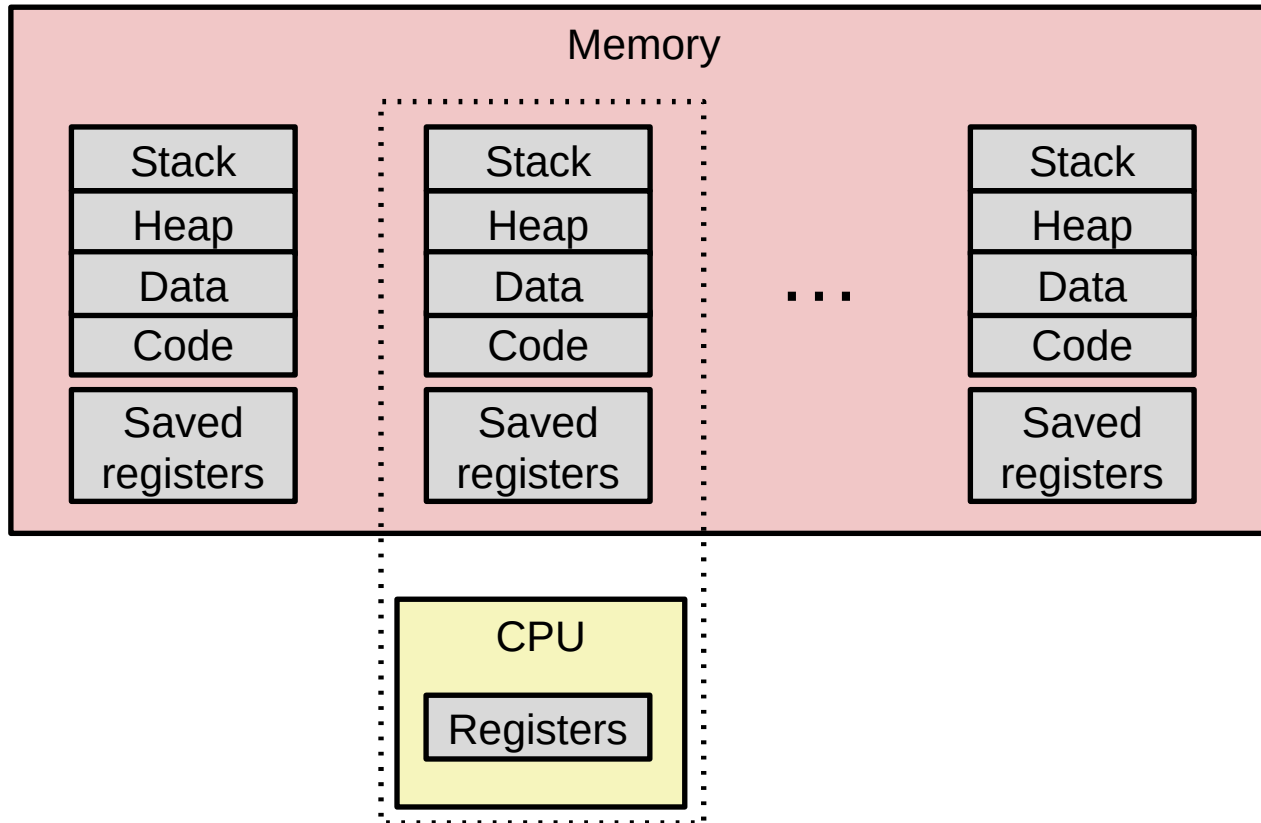 Memory
Stack
Heap
Data
Code
Saved
registers
Stack
Heap
Data
Code
Saved
registers
...
Stack
Heap
Data
Code
Saved
registers
CPU
Registers